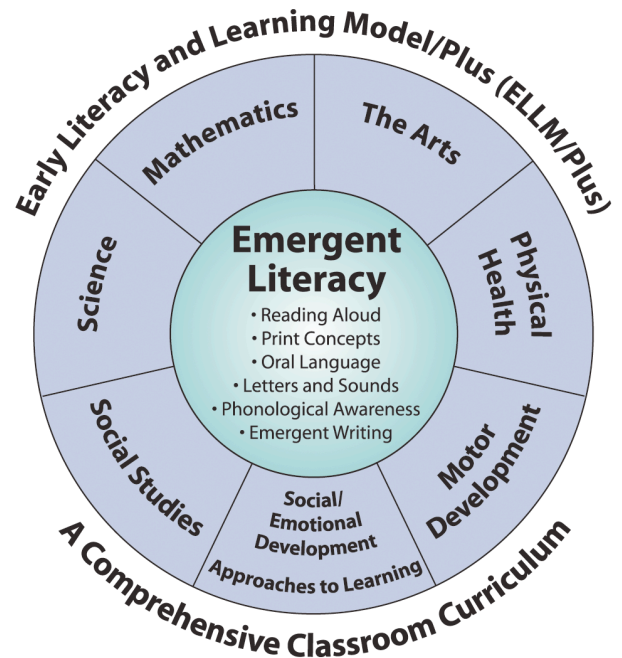 Early Literacy and Learning Model/Plus (ELLM/Plus)
Mathematics
The Arts
Science
Physical
Health
Emergent
Literacy
• Reading Aloud
• Print Concepts
• Oral Language
• Letters and Sounds
• Phonological Awareness
• Emergent Writing
Social Studies
Motor
Development
Social/
Emotional
Development
Approaches to Learning
A Comprehensive Classroom Curriculum